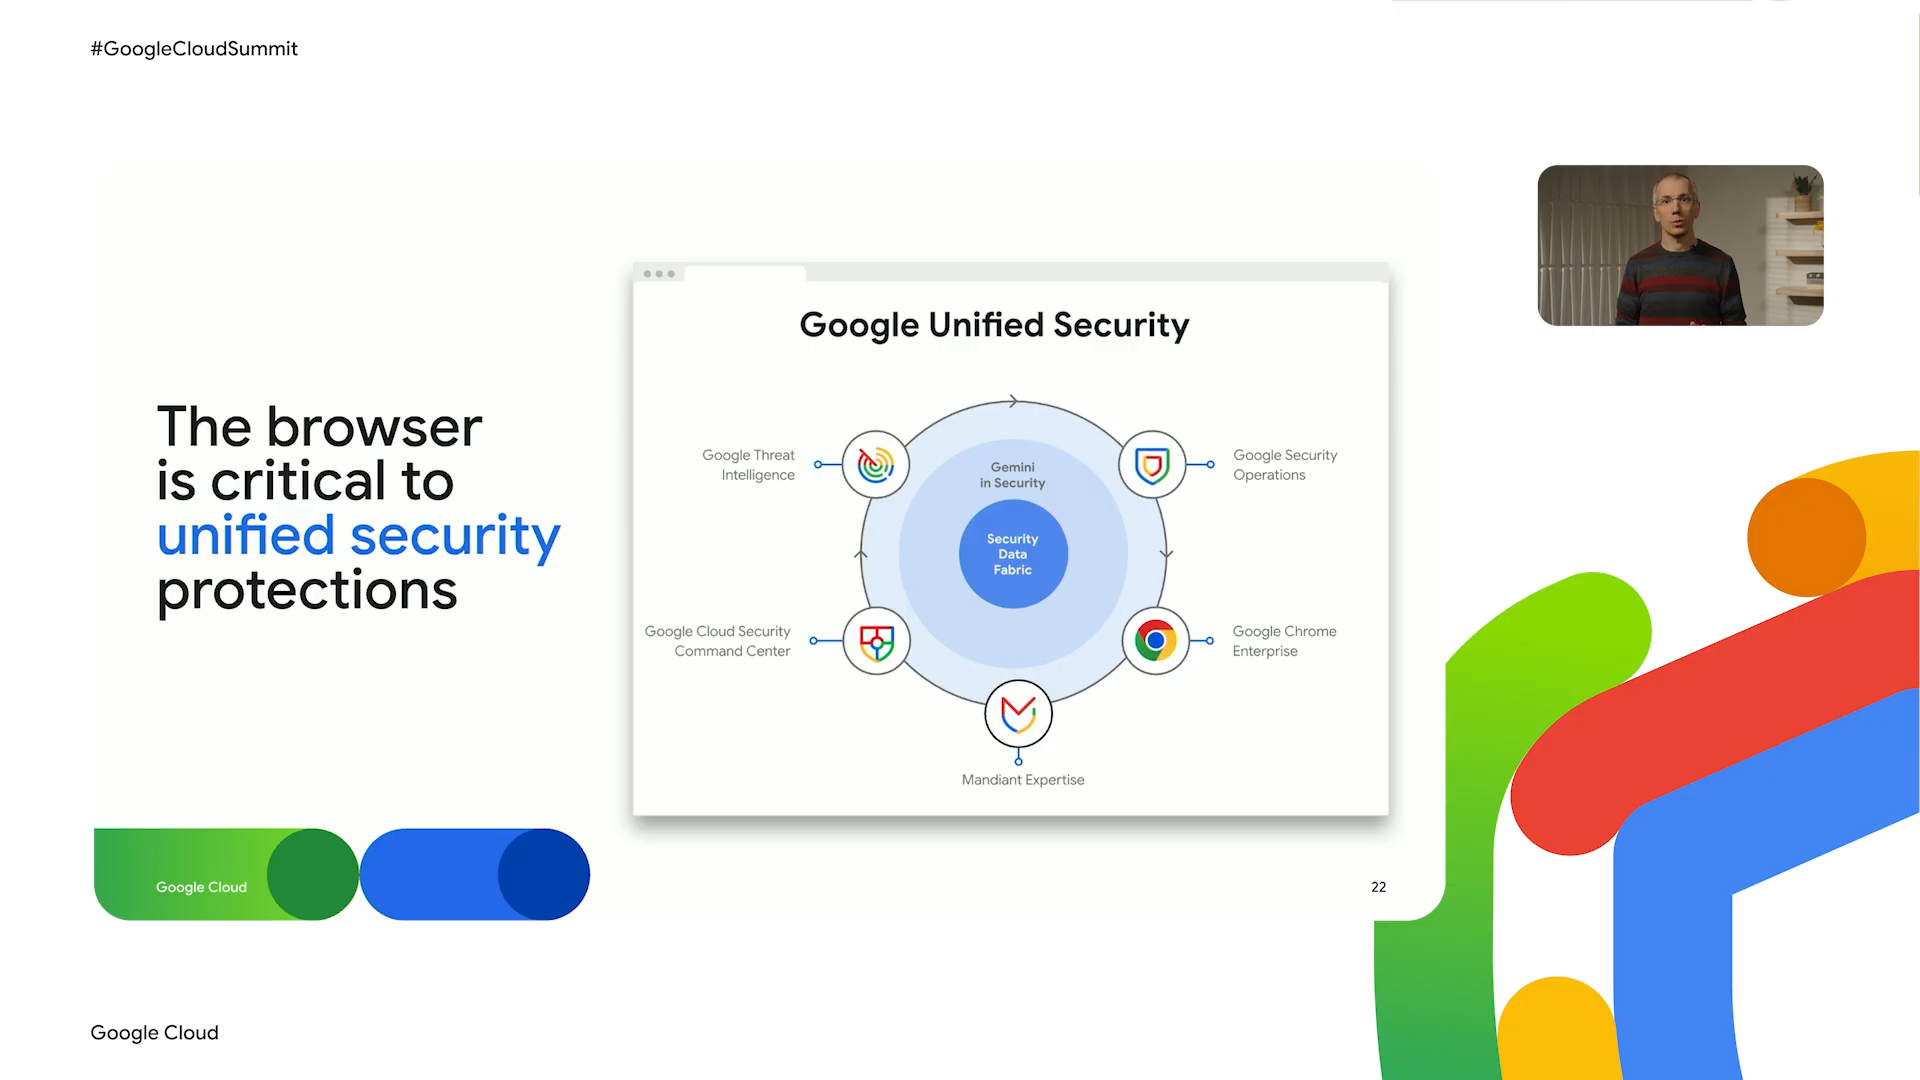 #GoogleCloudSummit
The browser
is critical to
unified security
protections
Google Unified Security
Google Threat
Intelligence
Gemini
in Security
Google Security
Operations
Security
Data
Fabric
Google Cloud Security
Command Center
Google Chrome
Enterprise
Mandiant Expertise
Google Cloud
22
Google Cloud